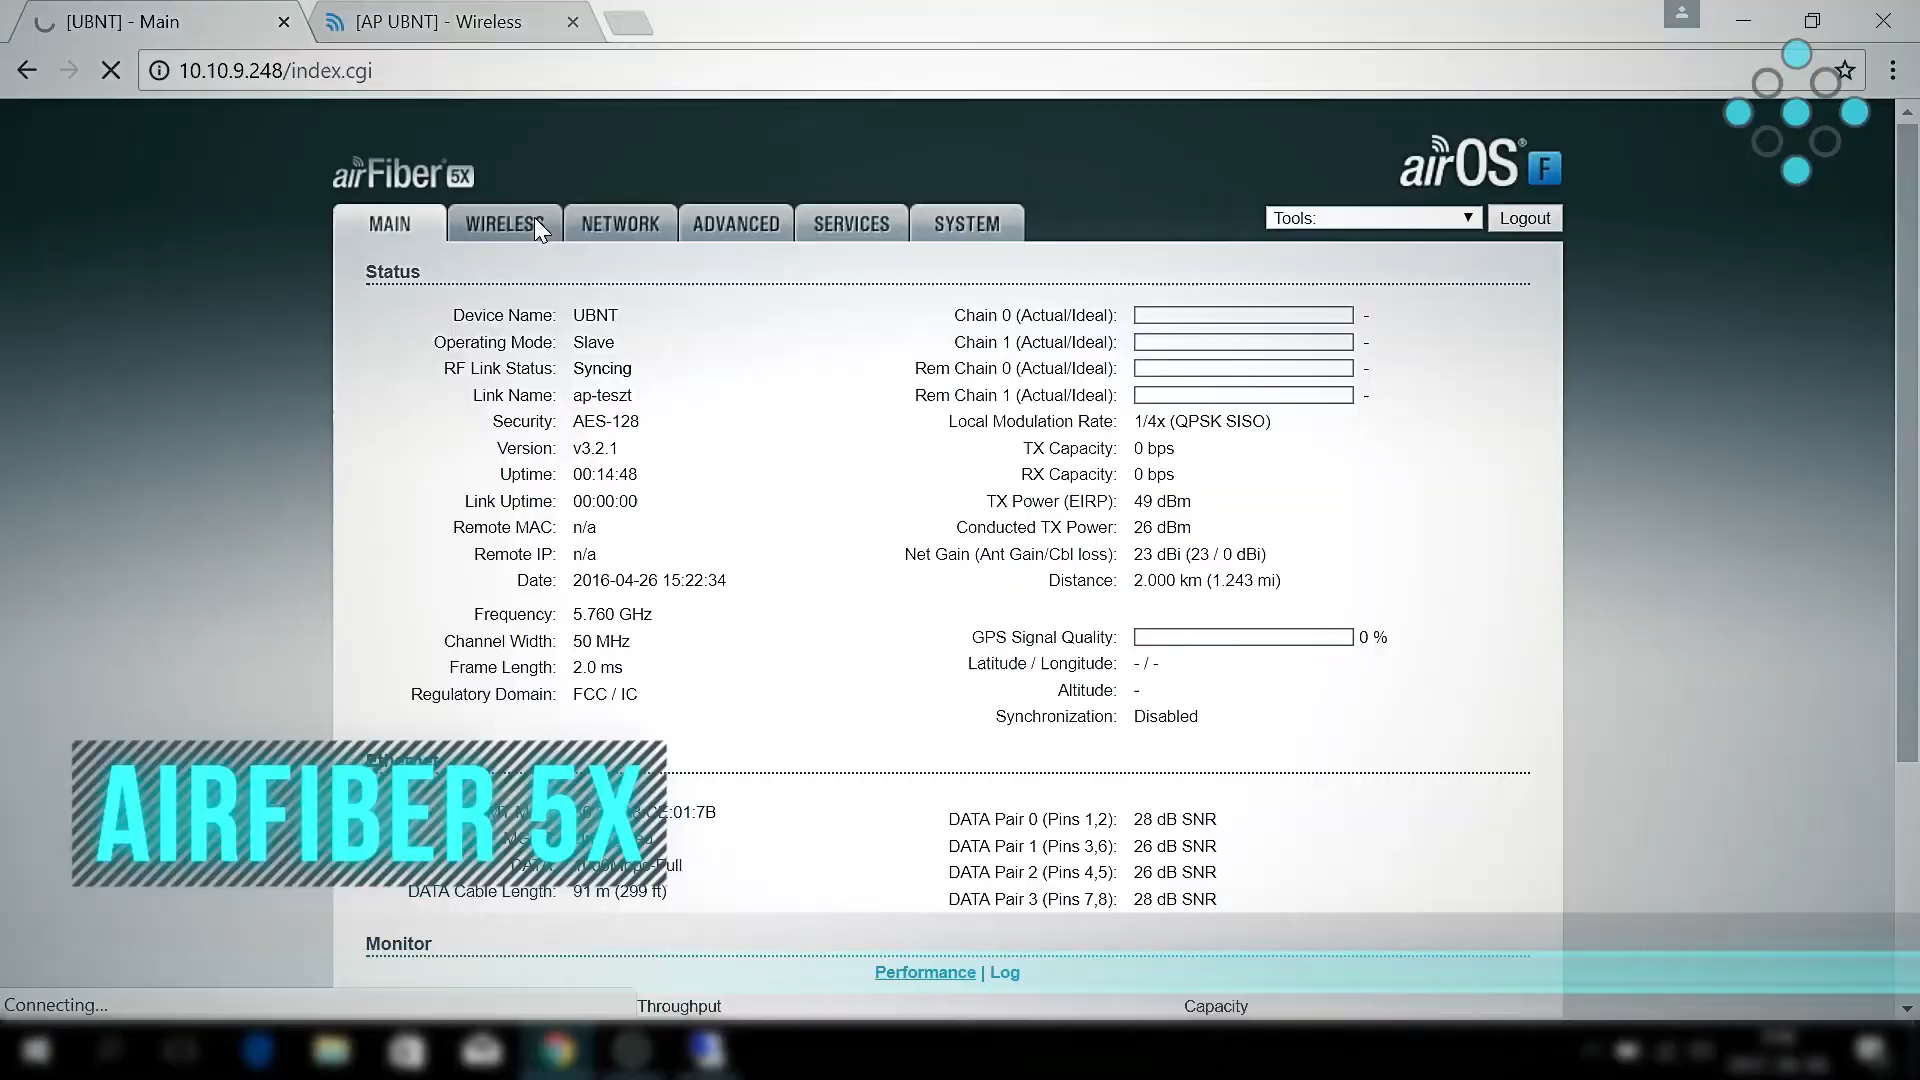 [UBNT] - Main
[AP UBNT] - Wireless
10.10.9.248/index.cgi
airFiber 5X
airOS® F
MAIN WIRELESS NETWORK ADVANCED SERVICES SYSTEM
Tools:
Logout
Status
Device Name: UBNT
Operating Mode: Slave
RF Link Status: Syncing
Link Name: ap-teszt
Security: AES-128
Version: v3.2.1
Uptime: 00:14:48
Link Uptime: 00:00:00
Remote MAC: n/a
Remote IP: n/a
Date: 2016-04-26 15:22:34
Frequency: 5.760 GHz
Channel Width: 50 MHz
Frame Length: 2.0 ms
Regulatory Domain: FCC / IC
Chain 0 (Actual/Ideal): -
Chain 1 (Actual/Ideal): -
Rem Chain 0 (Actual/Ideal): -
Rem Chain 1 (Actual/Ideal): -
Local Modulation Rate: 1/4x (QPSK SISO)
TX Capacity: 0 bps
RX Capacity: 0 bps
TX Power (EIRP): 49 dBm
Conducted TX Power: 26 dBm
Net Gain (Ant Gain/Cbl loss): 23 dBi (23 / 0 dBi)
Distance: 2.000 km (1.243 mi)
GPS Signal Quality: 0 %
Latitude / Longitude: - / -
Altitude: -
Synchronization: Disabled
AIRFIBER 5X
:01:7B
DATA Cable Length: 91 m (299 ft)
DATA Pair 0 (Pins 1,2): 28 dB SNR
DATA Pair 1 (Pins 3,6): 26 dB SNR
DATA Pair 2 (Pins 4,5): 26 dB SNR
DATA Pair 3 (Pins 7,8): 28 dB SNR
Monitor
Performance | Log
Connecting...
Throughput
Capacity